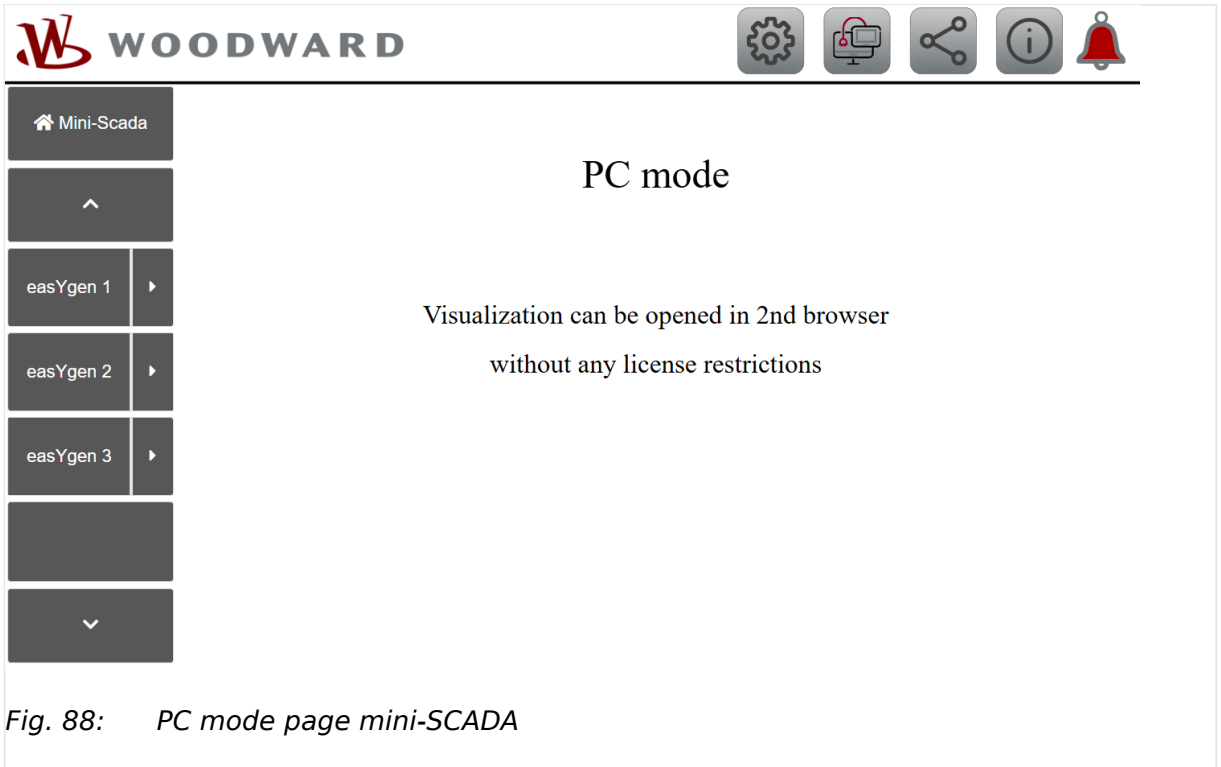 WOODWARD
Mini-Scada
PC mode
easYgen 1
Visualization can be opened in 2nd browser
without any license restrictions
easYgen 2
easYgen 3
Fig. 88: PC mode page mini-SCADA